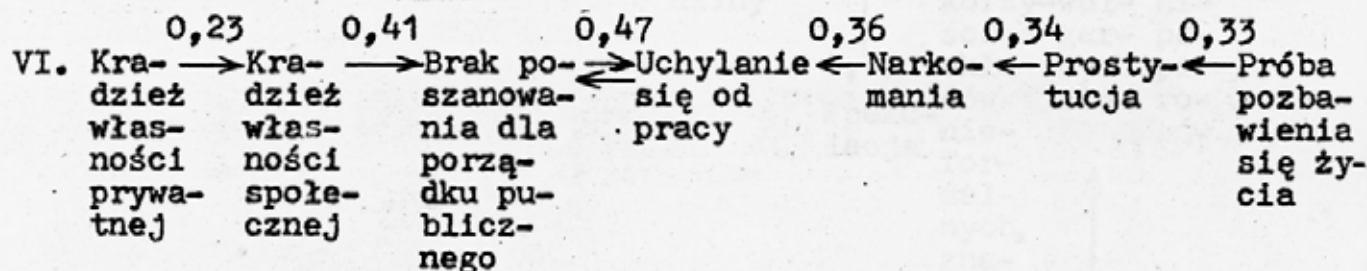 0,23 0,41 0,47 0,36 0,34 0,33
VI. Kra- →Kra- →Brak po- ⇄Uchylanie ←Narko- ←Prosty- ←Próba
dzież dzież szanowa- się od mania tucja pozba-
włas- włas- nia dla pracy wienia
ności ności porzą- się ży-
prywa- społe- dku pu- cia
tnej cznej blicz-
nego